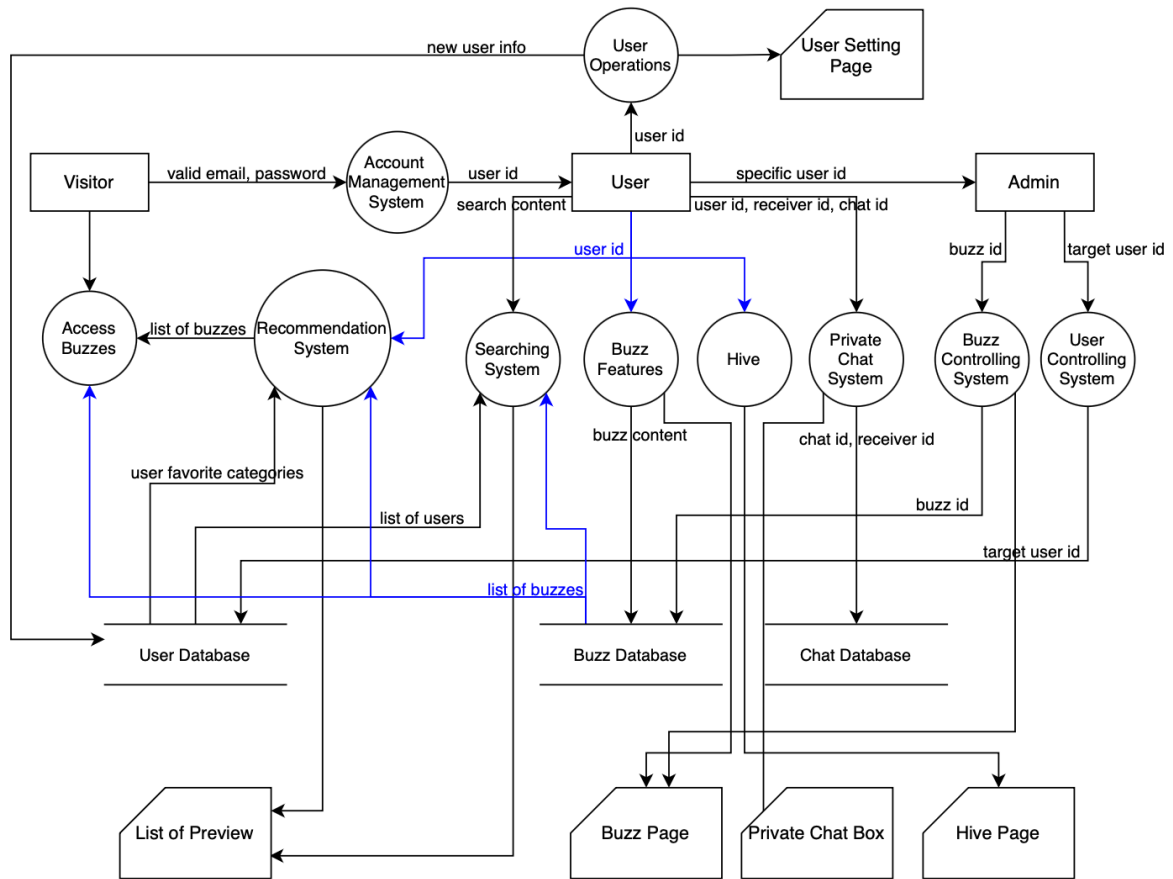 User
Operations
User Setting
Page
new user info
user id
Visitor
valid email, password
Account
Management
System
user id
User
specific user id
Admin
search content
user id, receiver id, chat id
user id
buzz id
target user id
Access
Buzzes
list of buzzes
Recommendation
System
Searching
System
Buzz
Features
Hive
Private
Chat
System
Buzz
Controlling
System
User
Controlling
System
buzz content
chat id, receiver id
user favorite categories
list of users
buzz id
target user id
list of buzzes
User Database
Buzz Database
Chat Database
List of Preview
Buzz Page
Private Chat Box
Hive Page